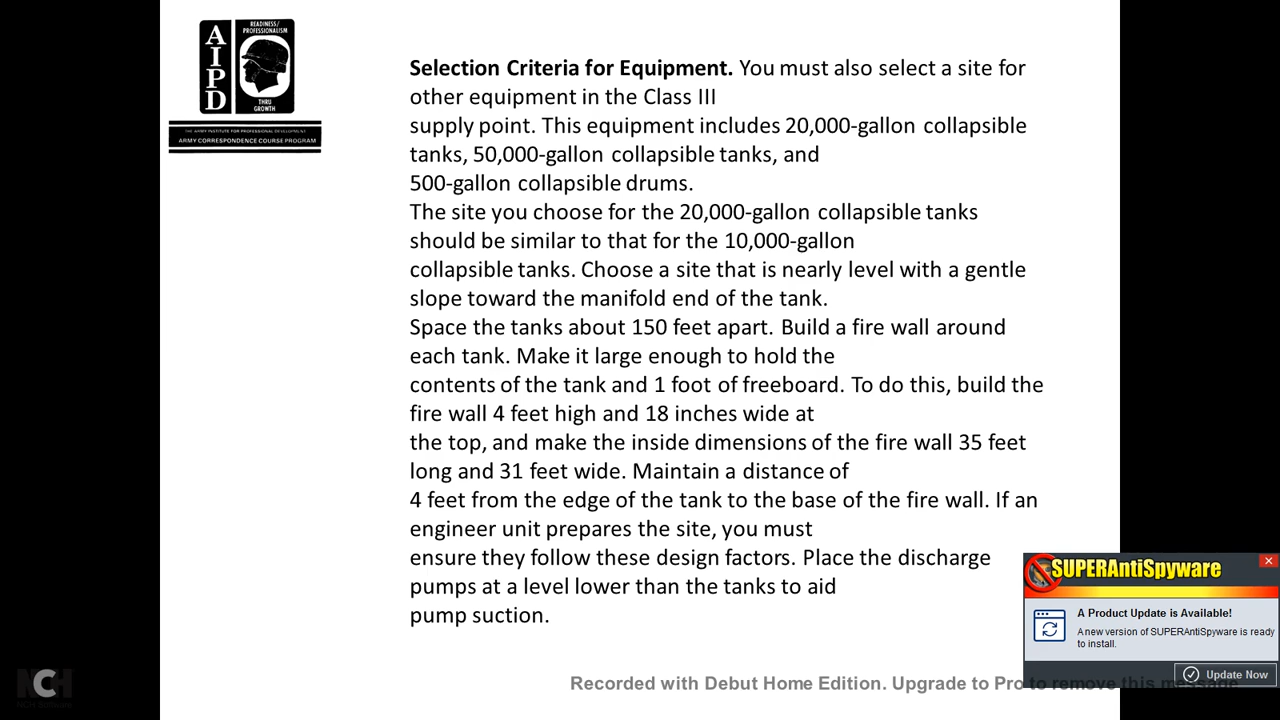 READINESS/
PROFESSIONALISM
AIPD
THRU
GROWTH
THE ARMY INSTITUTE FOR PROFESSIONAL DEVELOPMENT
ARMY CORRESPONDENCE COURSE PROGRAM
Selection Criteria for Equipment. You must also select a site for
other equipment in the Class III
supply point. This equipment includes 20,000-gallon collapsible
tanks, 50,000-gallon collapsible tanks, and
500-gallon collapsible drums.
The site you choose for the 20,000-gallon collapsible tanks
should be similar to that for the 10,000-gallon
collapsible tanks. Choose a site that is nearly level with a gentle
slope toward the manifold end of the tank.
Space the tanks about 150 feet apart. Build a fire wall around
each tank. Make it large enough to hold the
contents of the tank and 1 foot of freeboard. To do this, build the
fire wall 4 feet high and 18 inches wide at
the top, and make the inside dimensions of the fire wall 35 feet
long and 31 feet wide. Maintain a distance of
4 feet from the edge of the tank to the base of the fire wall. If an
engineer unit prepares the site, you must
ensure they follow these design factors. Place the discharge
pumps at a level lower than the tanks to aid
pump suction.
SUPERAntiSpyware
A Product Update is Available!
A new version of SUPERAntiSpyware is ready
to install.
Update Now
NCH
NCH Software
Recorded with Debut Home Edition. Upgrade to Pro to remove this message